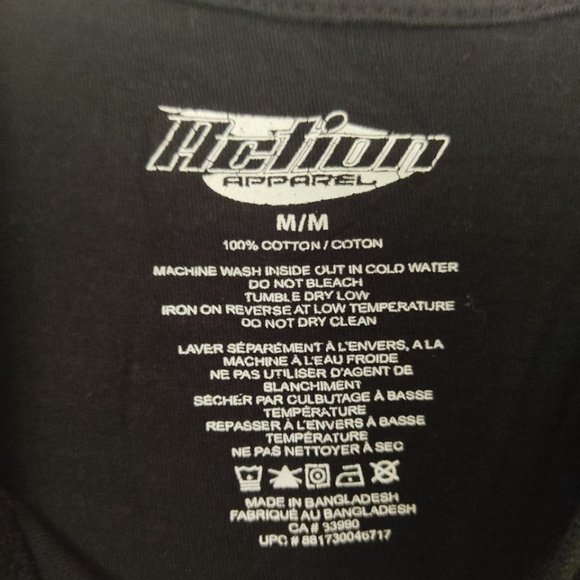 Action
APPAREL
M/M
100% COTTON / COTON
MACHINE WASH INSIDE OUT IN COLD WATER
DO NOT BLEACH
TUMBLE DRY LOW
IRON ON REVERSE AT LOW TEMPERATURE
DO NOT DRY CLEAN
LAVER SÉPARÉMENT À L'ENVERS, A LA
MACHINE À L'EAU FROIDE
NE PAS UTILISER D'AGENT DE
BLANCHIMENT
SÉCHER PAR CULBUTAGE À BASSE
TEMPÉRATURE
REPASSER À L'ENVERS À BASSE
TEMPÉRATURE
NE PAS NETTOYER À SEC
MADE IN BANGLADESH
FABRIQUÉ AU BANGLADESH
CA # 33990
UPC # 881730046717